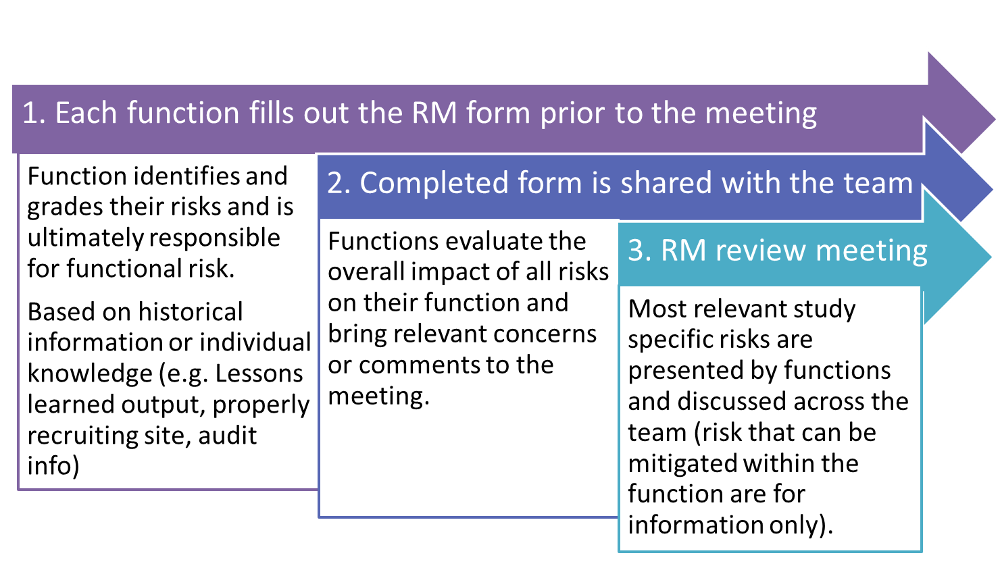 1. Each function fills out the RM form prior to the meeting
Function identifies and
grades their risks and is
ultimately responsible
for functional risk.
Based on historical
information or individual
knowledge (e.g. Lessons
learned output, properly
recruiting site, audit
info)
2. Completed form is shared with the team
Functions evaluate the
overall impact of all risks
on their function and
bring relevant concerns
or comments to the
meeting.
3. RM review meeting
Most relevant study
specific risks are
presented by functions
and discussed across the
team (risk that can be
mitigated within the
function are for
information only).